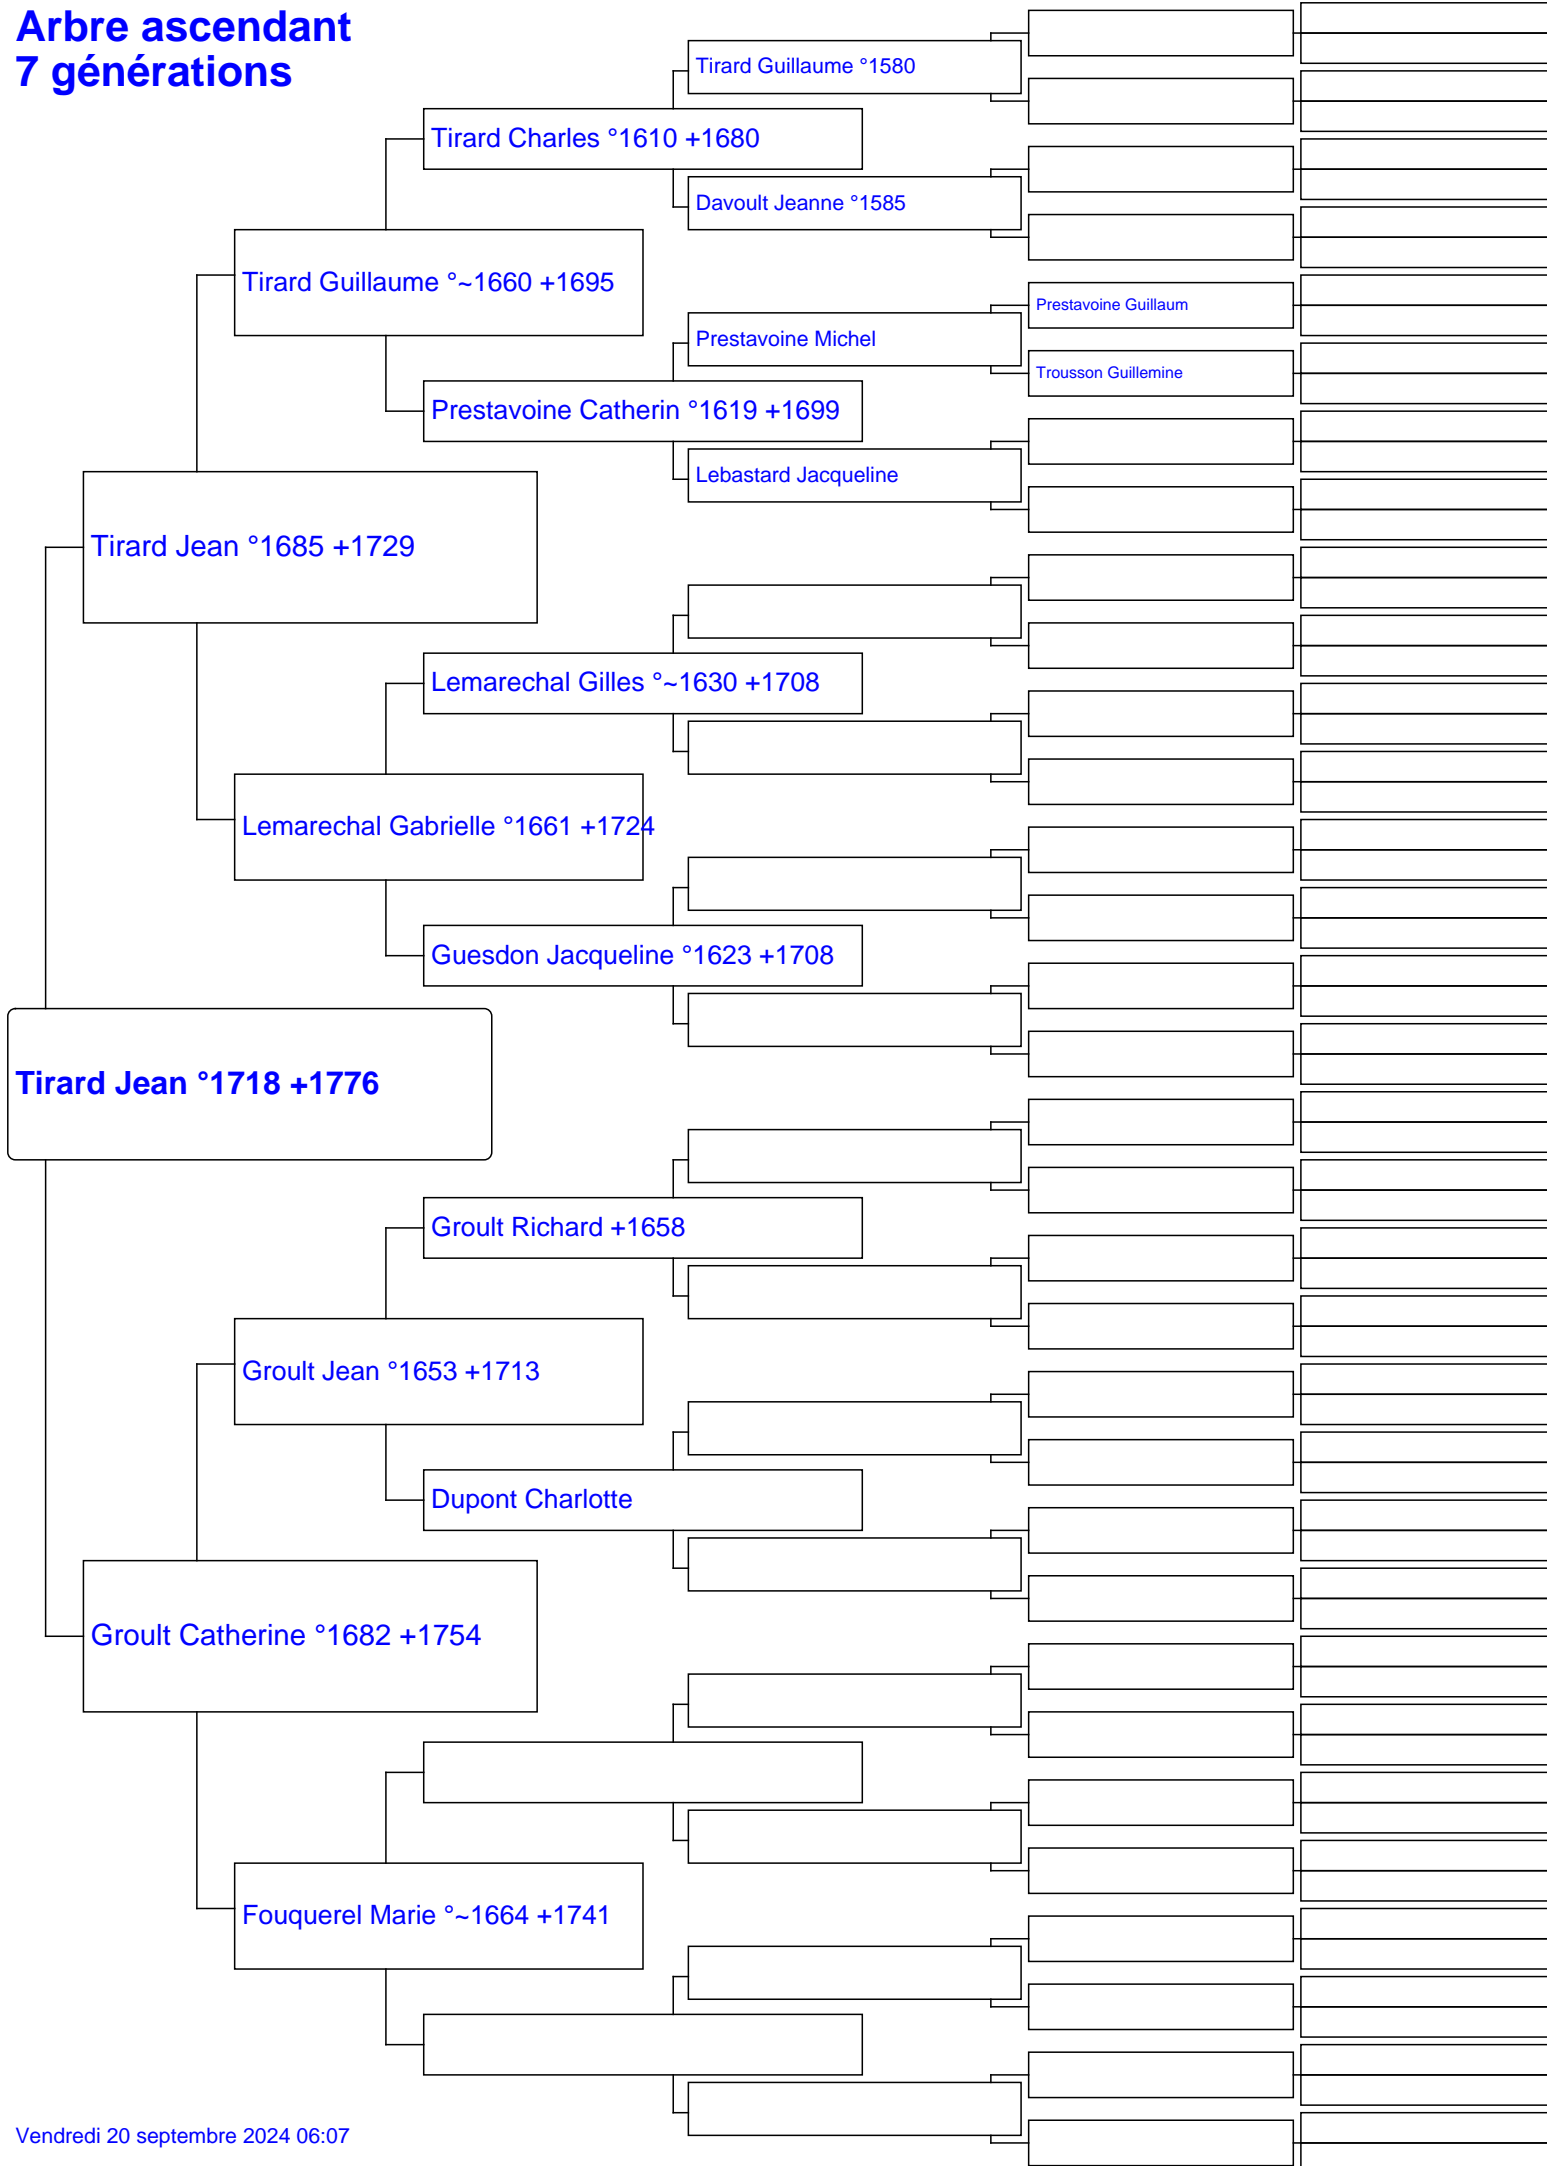 Arbre ascendant
7 générations
Tirard Guillaume °1580
Tirard Charles °1610 +1680
Davoult Jeanne °1585
Tirard Guillaume °~1660 +1695
Prestavoine Guillaum
Prestavoine Michel
Trousson Guillemine
Prestavoine Catherin °1619 +1699
Lebastard Jacqueline
Tirard Jean °1685 +1729
Lemarechal Gilles °~1630 +1708
Lemarechal Gabrielle °1661 +1724
Guesdon Jacqueline °1623 +1708
Tirard Jean °1718 +1776
Groult Richard +1658
Groult Jean °1653 +1713
Dupont Charlotte
Groult Catherine °1682 +1754
Fouquerel Marie °~1664 +1741
Vendredi 20 septembre 2024 06:07